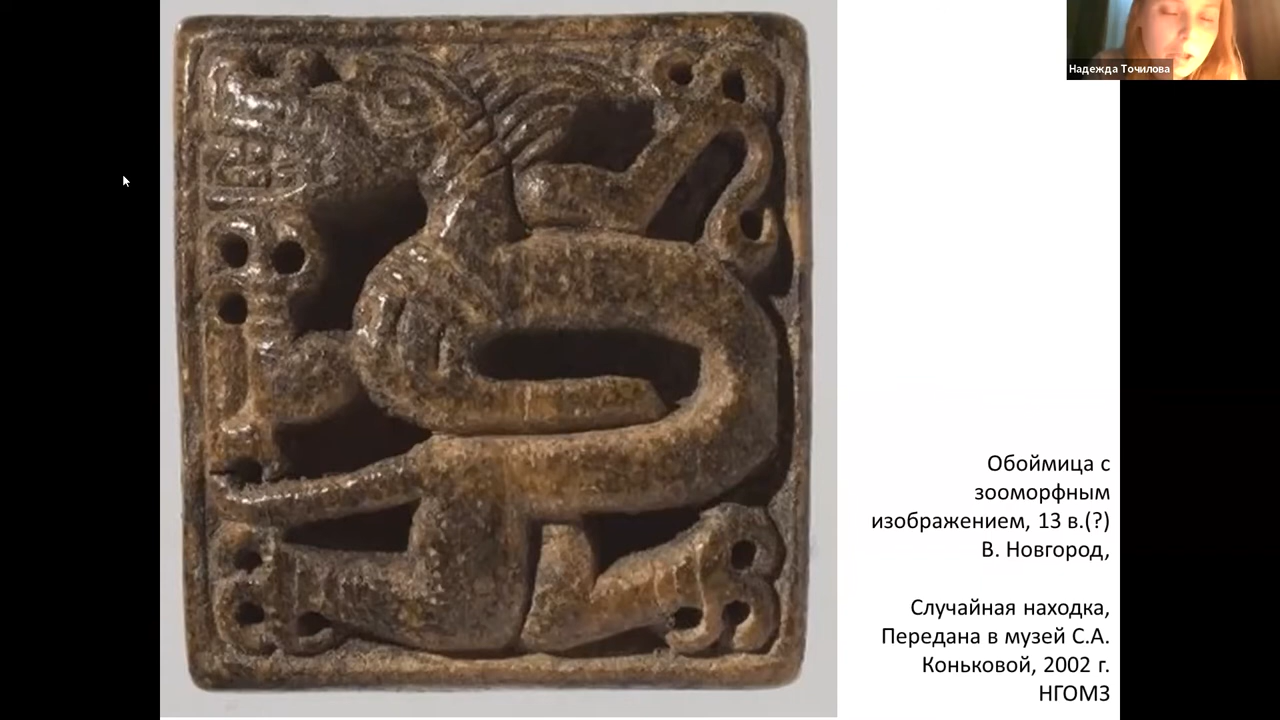 Надежда Точилова
Обоймица с
зооморфным
изображением, 13 в.(?)
В. Новгород,
Случайная находка,
Передана в музей С.А.
Коньковой, 2002 г.
НГОМЗ